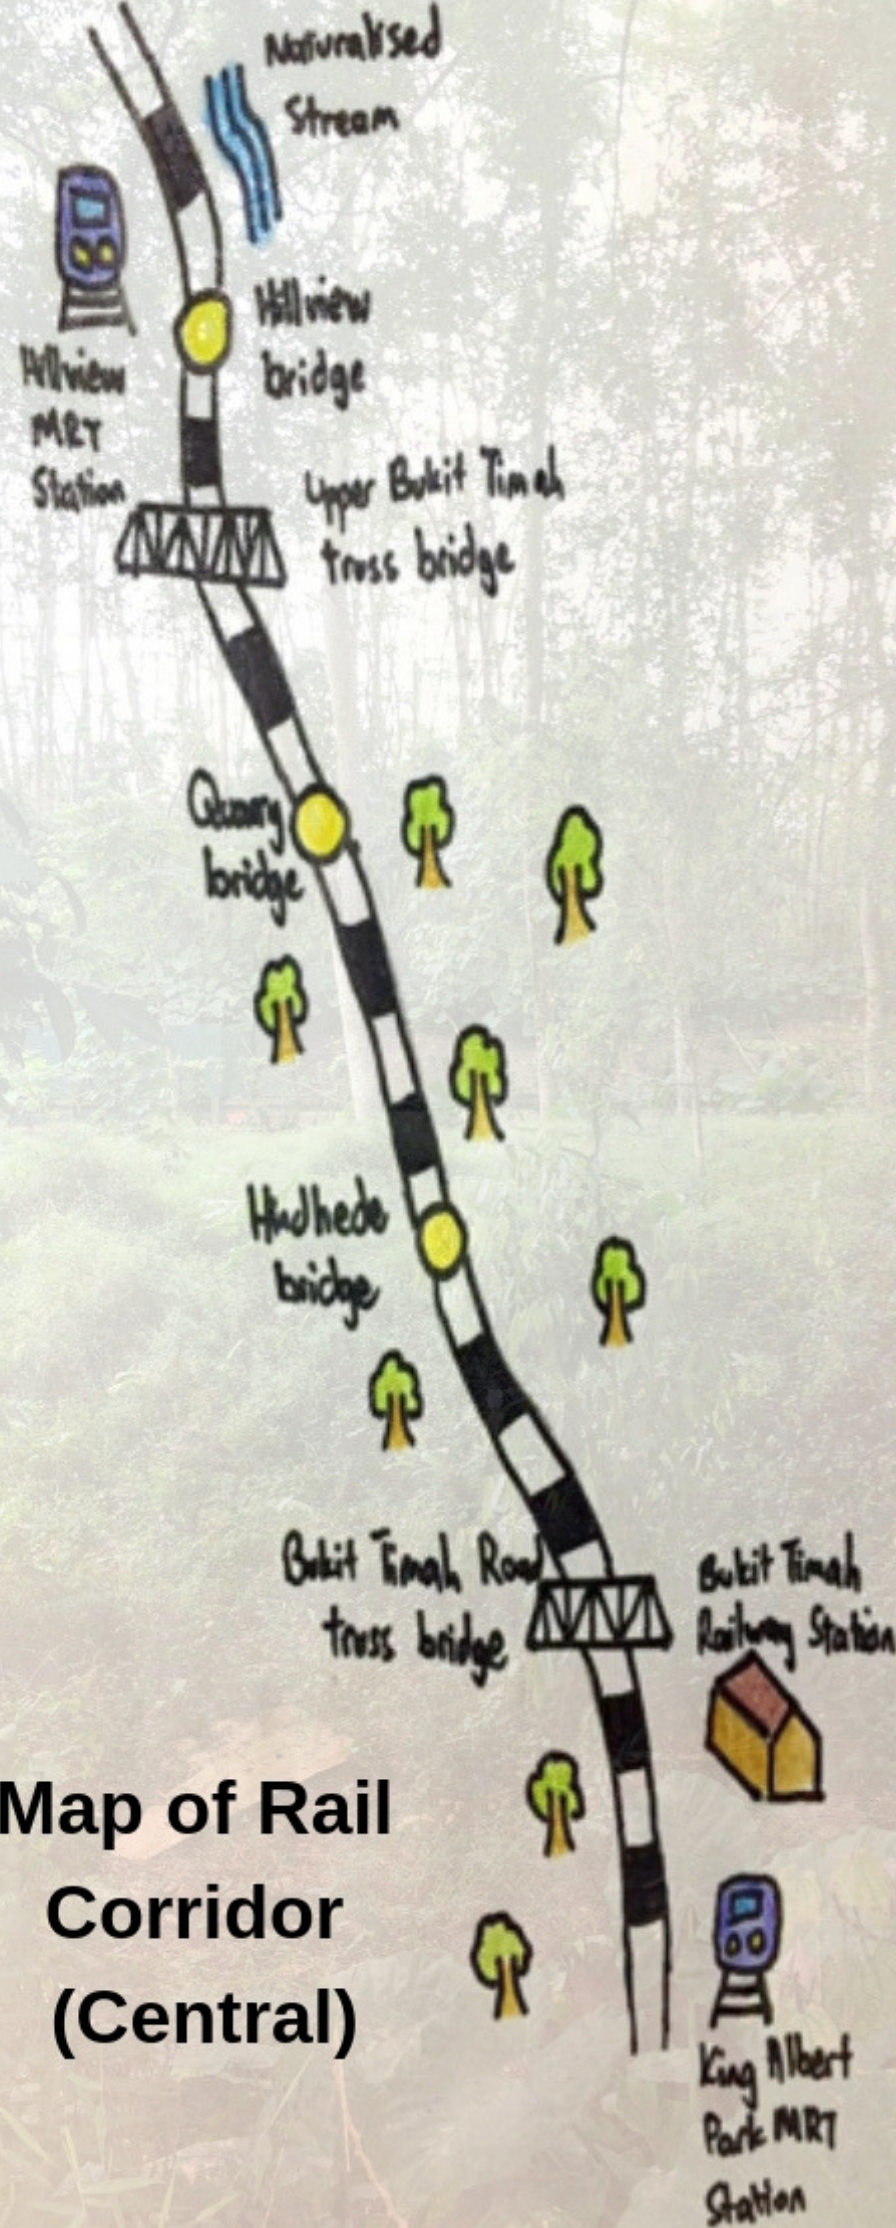 Naturalised
Stream
Hillview
bridge
Hillview
MRT
Station
Upper Bukit Timah
truss bridge
Quarry
bridge
Hindhede
bridge
Bukit Timah Road
truss bridge
Bukit Timah
Railway Station
Map of Rail
Corridor
(Central)
King Albert
Park MRT
Station